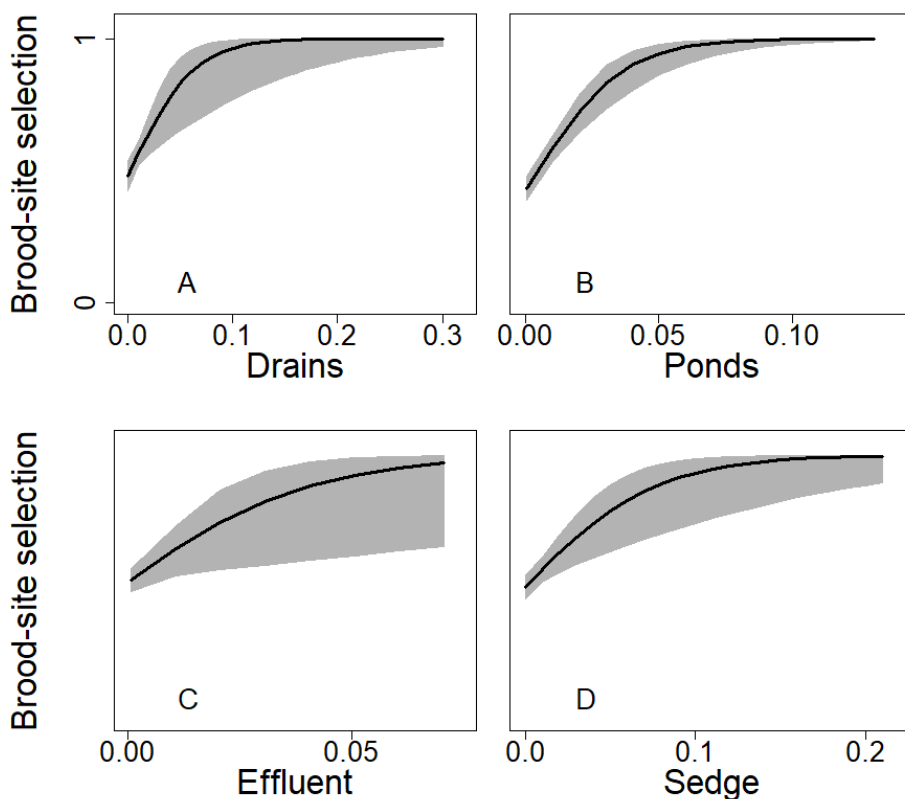 Brood-site selection
1
0
A
0.0 0.1 0.2 0.3
Drains
B
0.00 0.05 0.10
Ponds
Brood-site selection
C
0.00 0.05
Effluent
D
0.0 0.1 0.2
Sedge